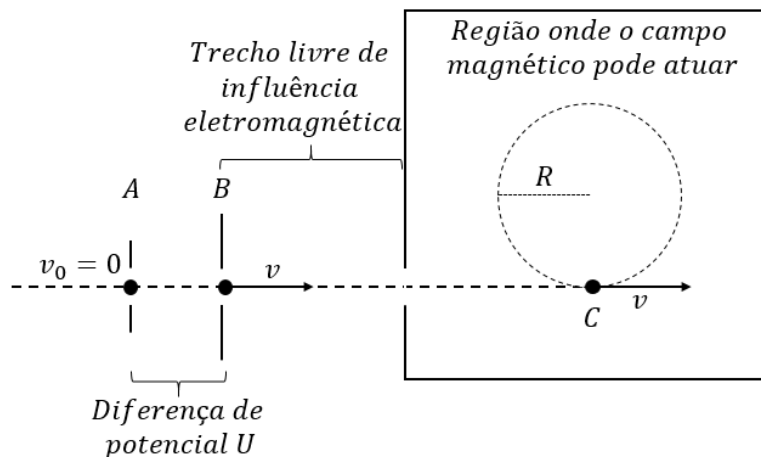 Trecho livre de
influência
eletromagnética
Região onde o campo
magnético pode atuar
R
A
B
v₀ = 0
v
v
C
Diferença de
potencial U